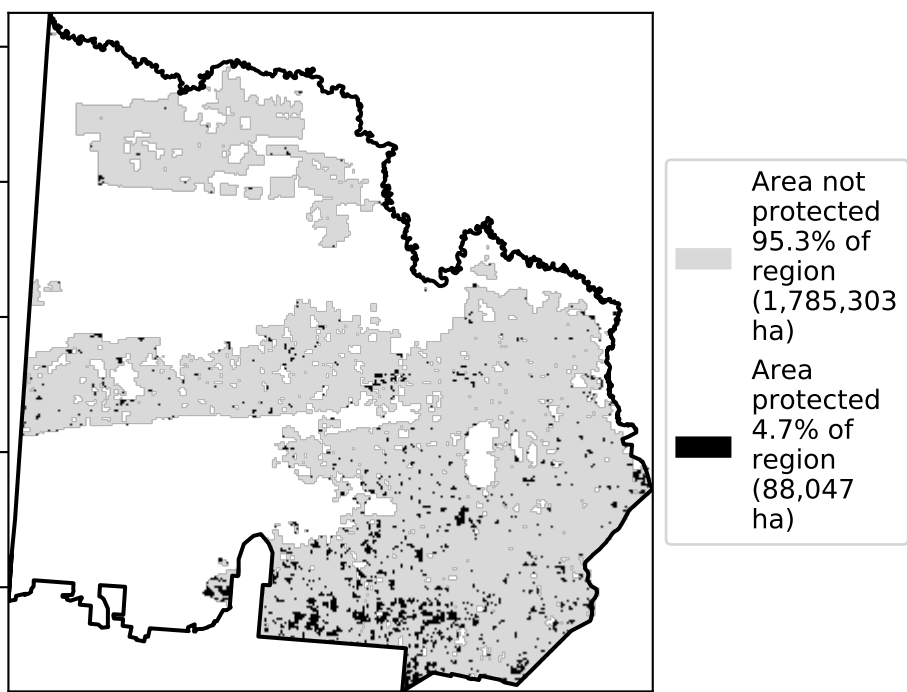 Area not
protected
95.3% of
region
(1,785,303
ha)
Area
protected
4.7% of
region
(88,047
ha)